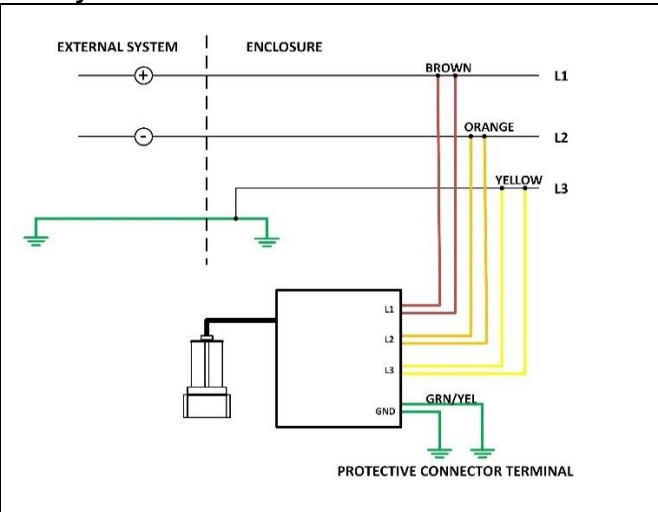 EXTERNAL SYSTEM
ENCLOSURE
+
BROWN
L1
-
ORANGE
L2
YELLOW
L3
L1
L2
L3
GRN/YEL
GND
PROTECTIVE CONNECTOR TERMINAL